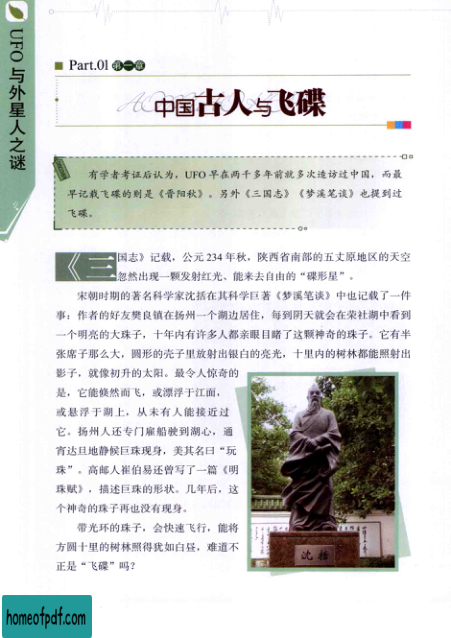 UFO与外星人之谜
Part.01 第一章
中国古人与飞碟
有学者考证后认为，UFO 早在两千多年前就多次造访过中国，而最
早记载飞碟的则是《晋阳秋》。另外《三国志》《梦溪笔谈》也提到过
飞碟。
《三国志》记载，公元 234 年秋，陕西省南部的五丈原地区的天空
忽然出现一颗发射红光、能来去自由的“碟形星”。
宋朝时期的著名科学家沈括在其科学巨著《梦溪笔谈》中也记载了一件
事：作者的好友樊良镇在扬州一个湖边居住，每到阴天就会在荣社湖中看到
一个明亮的大珠子，十年内有许多人都亲眼目睹了这颗神奇的珠子。它有半
张席子那么大，圆形的壳子里放射出银白的亮光，十里内的树林都能照射出
影子，就像初升的太阳。最令人惊奇的
是，它能倏然而飞，或漂浮于江面，
或悬浮于湖上，从未有人能接近过
它。扬州人还专门雇船驶到湖心，通
宵达旦地静候巨珠现身，美其名曰“玩
珠”。高邮人崔伯易还曾写了一篇《明
珠赋》，描述巨珠的形状。几年后，这
个神奇的珠子再也没有现身。
带光环的珠子，会快速飞行，能将
方圆十里的树林照得犹如白昼，难道不
正是“飞碟”吗？
沈括
homeofpdf.com